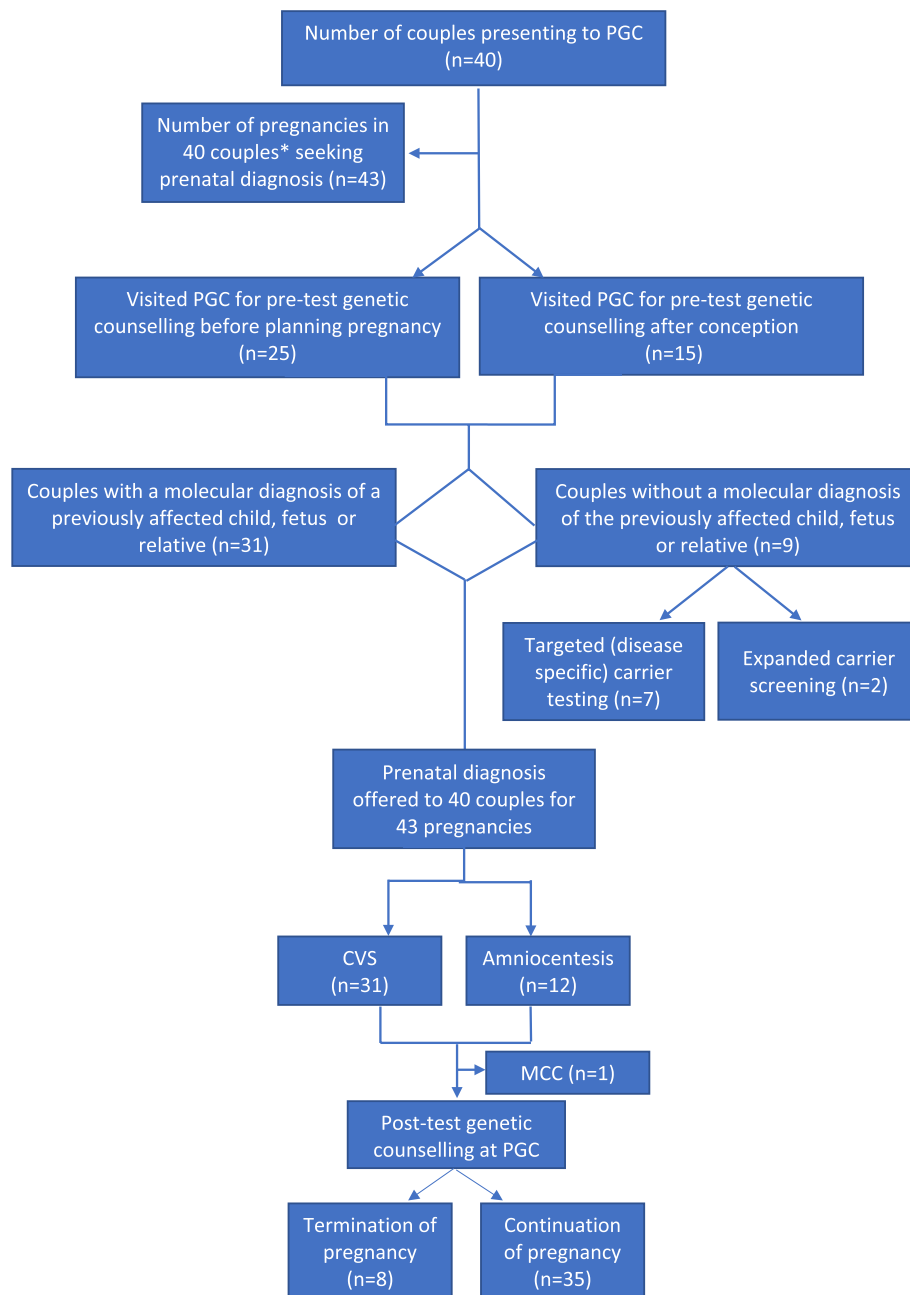 Number of couples presenting to PGC
(n=40)
Number of pregnancies in
40 couples* seeking
prenatal diagnosis (n=43)
Visited PGC for pre-test genetic
counselling before planning pregnancy
(n=25)
Visited PGC for pre-test genetic
counselling after conception
(n=15)
Couples with a molecular diagnosis of a
previously affected child, fetus or
relative (n=31)
Couples without a molecular diagnosis
of the previously affected child, fetus
or relative (n=9)
Targeted (disease
specific) carrier
testing (n=7)
Expanded carrier
screening (n=2)
Prenatal diagnosis
offered to 40 couples for
43 pregnancies
CVS
(n=31)
Amniocentesis
(n=12)
MCC (n=1)
Post-test genetic
counselling at PGC
Termination of
pregnancy
(n=8)
Continuation
of pregnancy
(n=35)